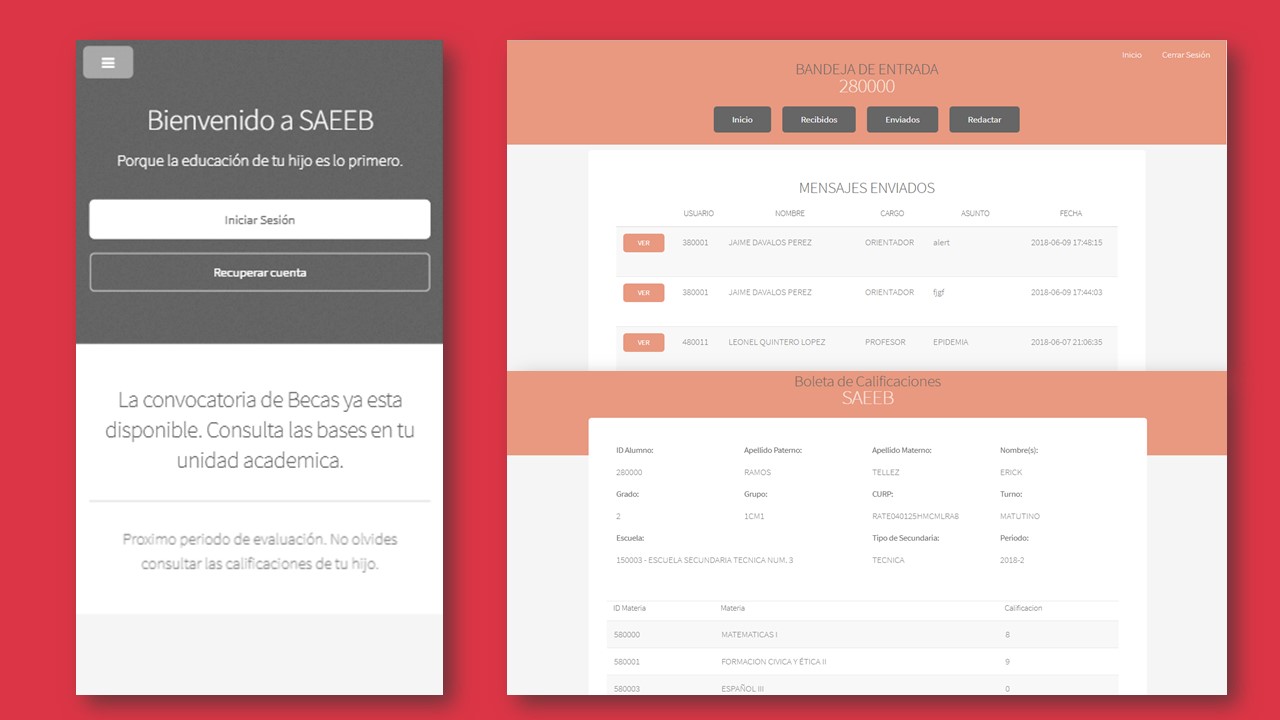 Bienvenido a SAEEB
Porque la educación de tu hijo es lo primero.
Iniciar Sesión
Recuperar cuenta
La convocatoria de Becas ya esta
disponible. Consulta las bases en tu
unidad academica.
Proximo periodo de evaluación. No olvides
consultar las calificaciones de tu hijo.
Inicio Cerrar Sesión
BANDEJA DE ENTRADA
280000
Inicio Recibidos Enviados Redactar
MENSAJES ENVIADOS
USUARIO NOMBRE CARGO ASUNTO FECHA
VER 380001 JAIME DAVALOS PEREZ ORIENTADOR alert 2018-06-09 17:48:15
VER 380001 JAIME DAVALOS PEREZ ORIENTADOR fjgf 2018-06-09 17:44:03
VER 480011 LEONEL QUINTERO LOPEZ PROFESOR EPIDEMIA 2018-06-07 21:06:35
Boleta de Calificaciones
SAEEB
ID Alumno: Apellido Paterno: Apellido Materno: Nombre(s):
280000 RAMOS TELLEZ ERICK
Grado: Grupo: CURP: Turno:
2 1CM1 RATE040125HMCMLRA8 MATUTINO
Escuela: Tipo de Secundaria: Periodo:
150003 - ESCUELA SECUNDARIA TECNICA NUM. 3 TECNICA 2018-2
ID Materia Materia Calificacion
580000 MATEMATICAS I 8
580001 FORMACION CIVICA Y ÉTICA II 9
580003 ESPAÑOL III 0